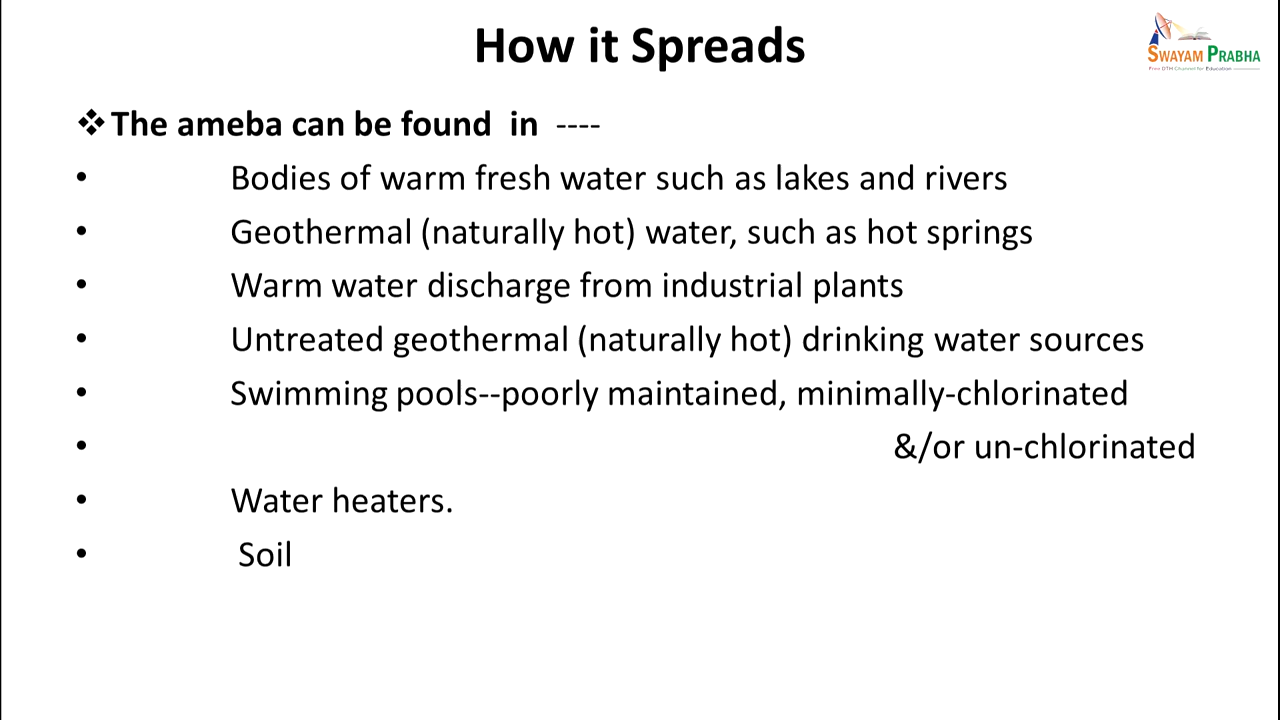 How it Spreads
SWAYAM PRABHA
Free DTH Channel for Education
❖ The ameba can be found in ----
• Bodies of warm fresh water such as lakes and rivers
• Geothermal (naturally hot) water, such as hot springs
• Warm water discharge from industrial plants
• Untreated geothermal (naturally hot) drinking water sources
• Swimming pools--poorly maintained, minimally-chlorinated
• &/or un-chlorinated
• Water heaters.
• Soil